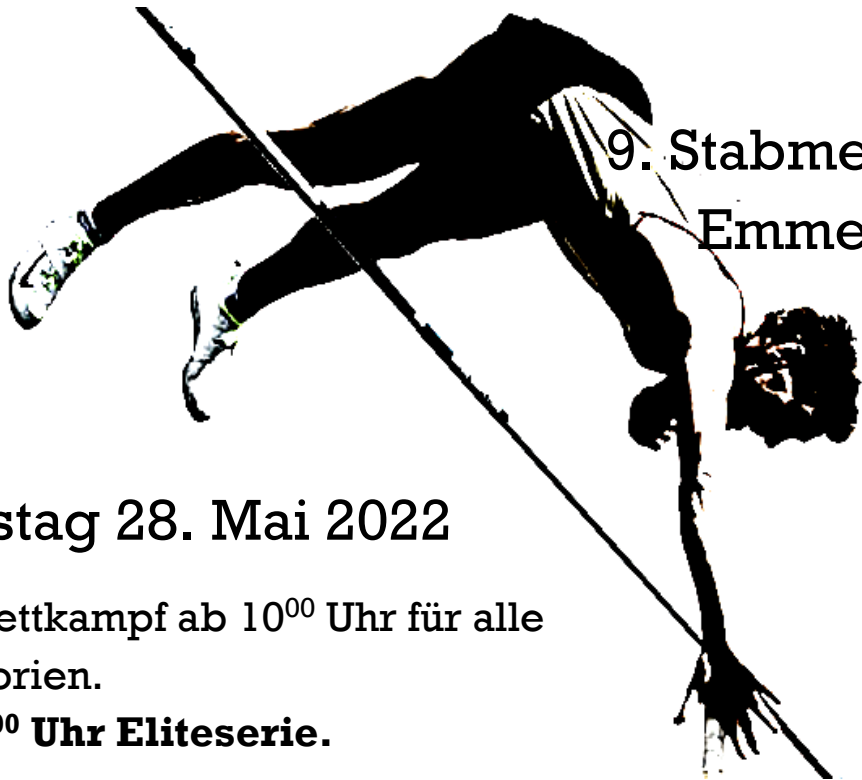 9. Stabme
Emme
stag 28. Mai 2022
ettkampf ab 10⁰⁰ Uhr für alle
orien.
⁰⁰ Uhr Eliteserie.